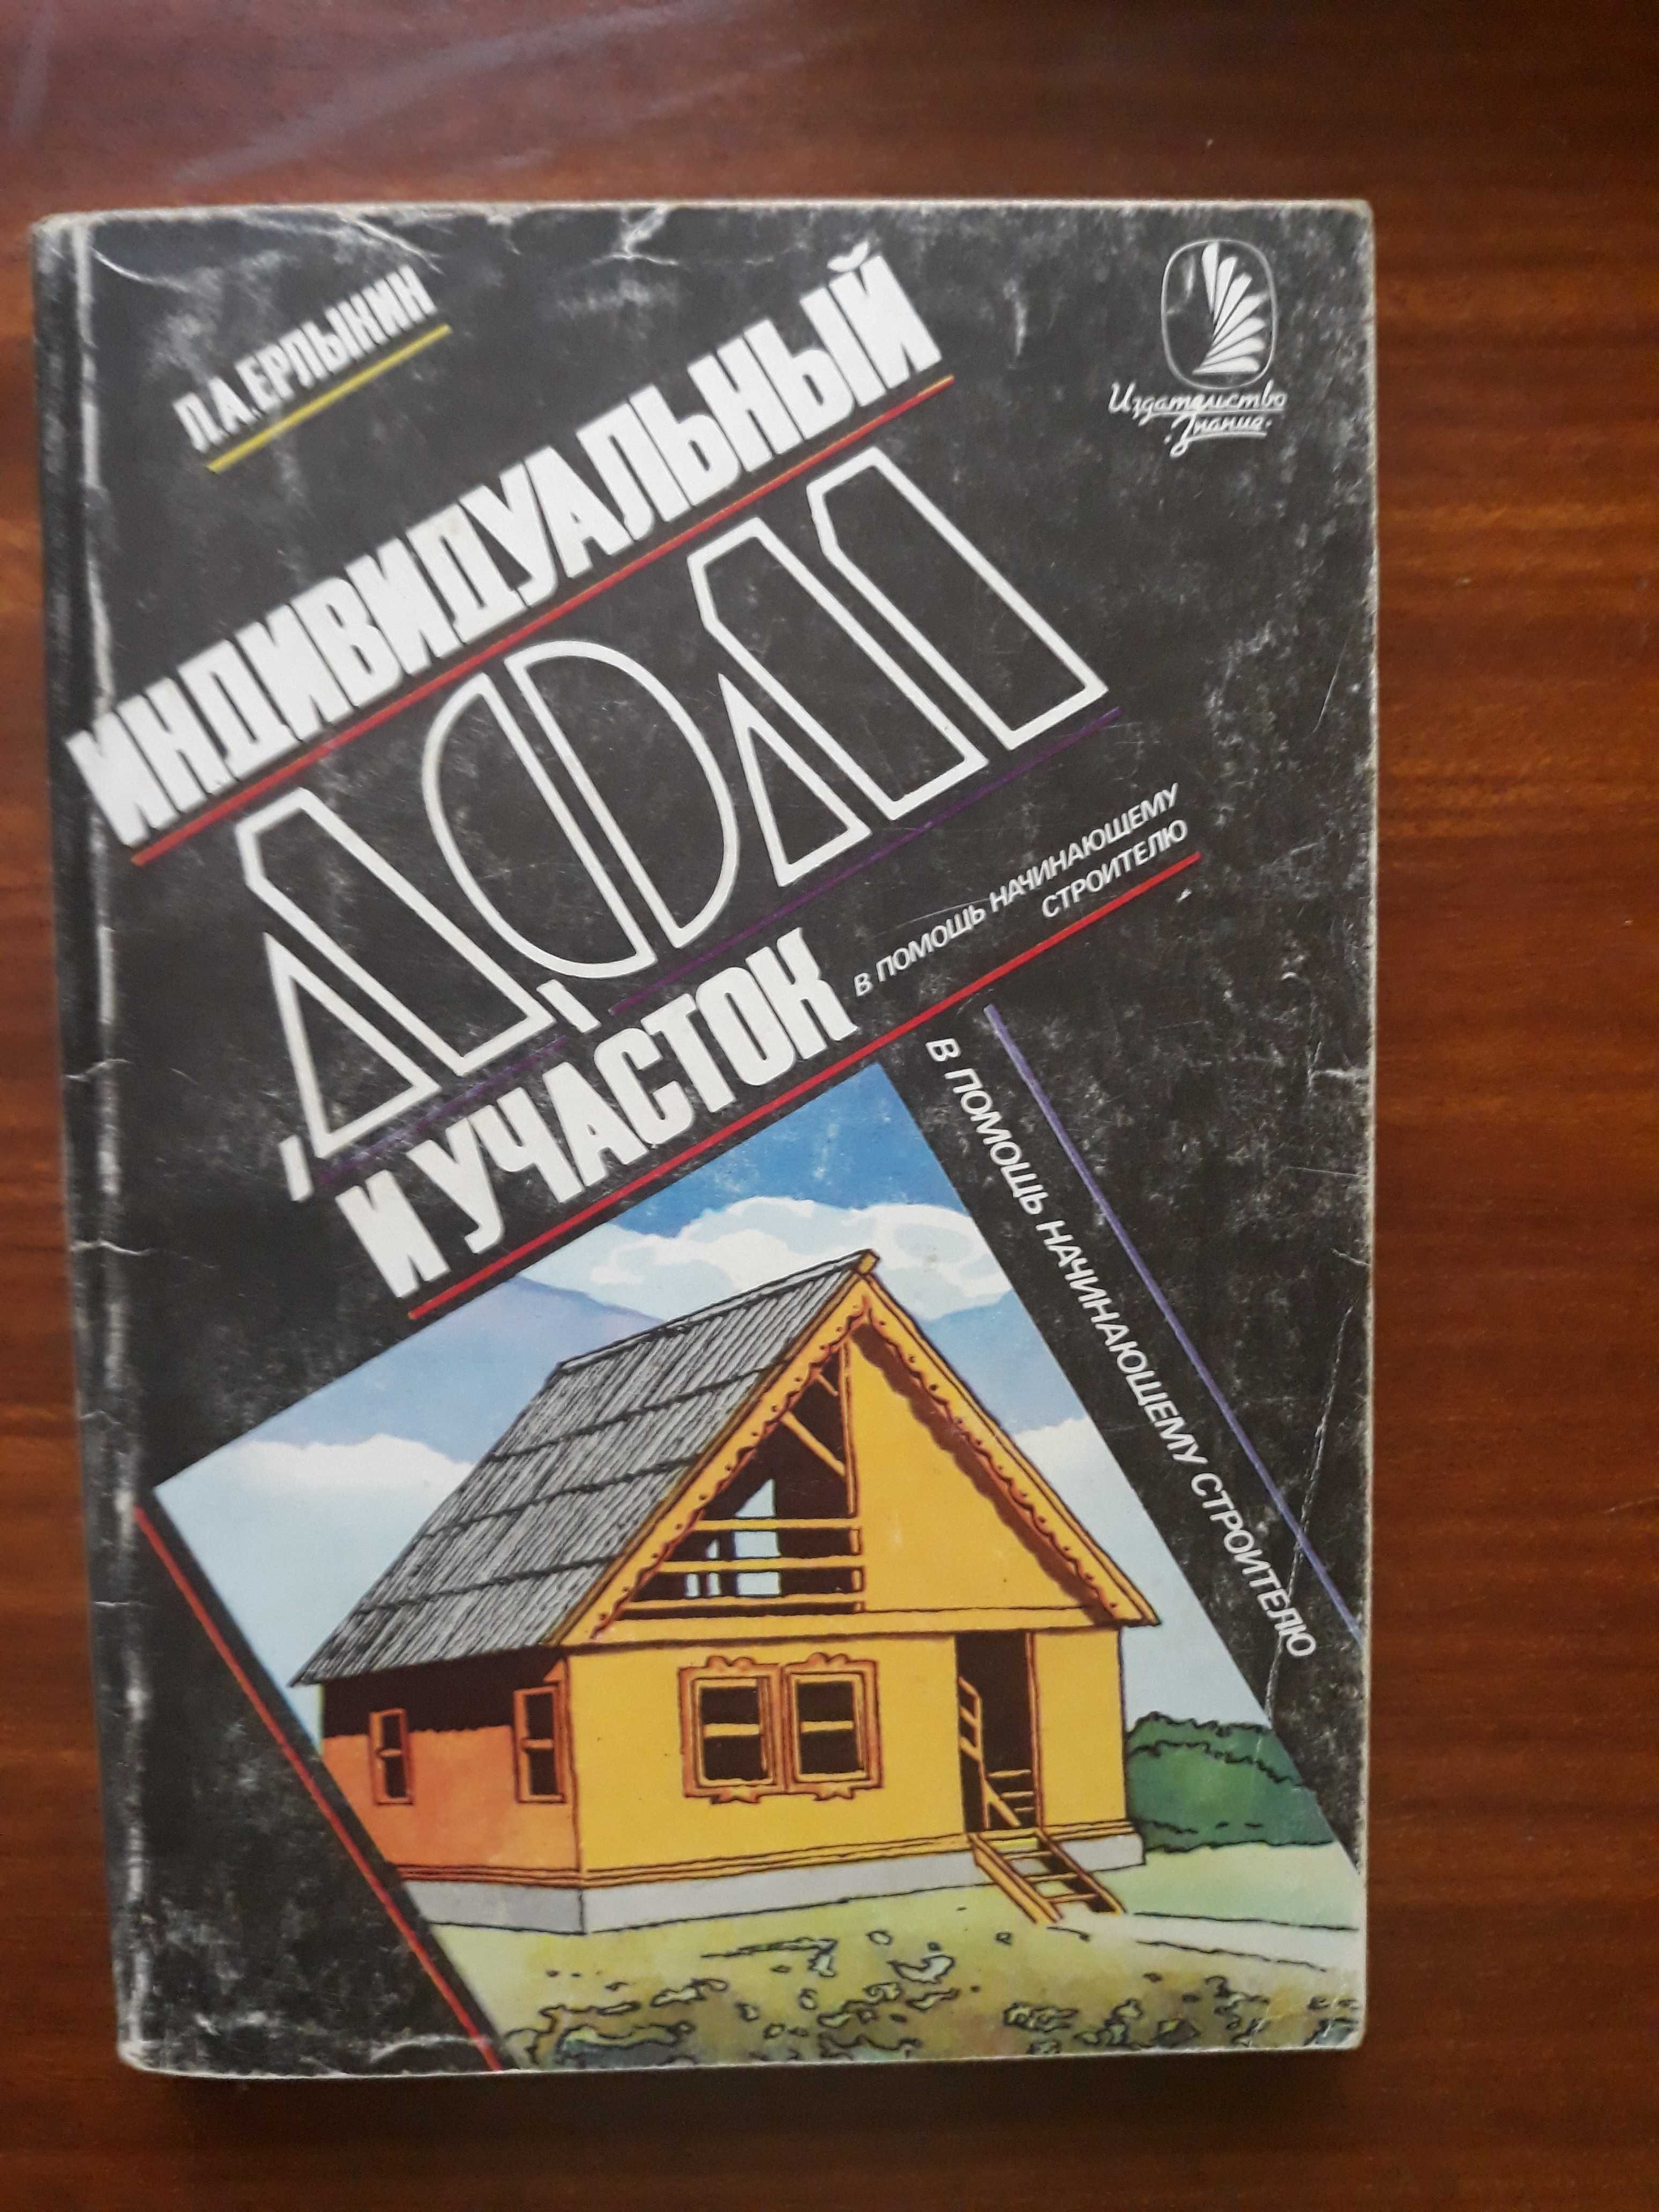 Л.А.ЕРЛЫКИН
Издательство
·Знание·
ИНДИВИДУАЛЬНЫЙ
ДОМ
И УЧАСТОК
В ПОМОЩЬ НАЧИНАЮЩЕМУ
СТРОИТЕЛЮ
В ПОМОЩЬ НАЧИНАЮЩЕМУ СТРОИТЕЛЮ